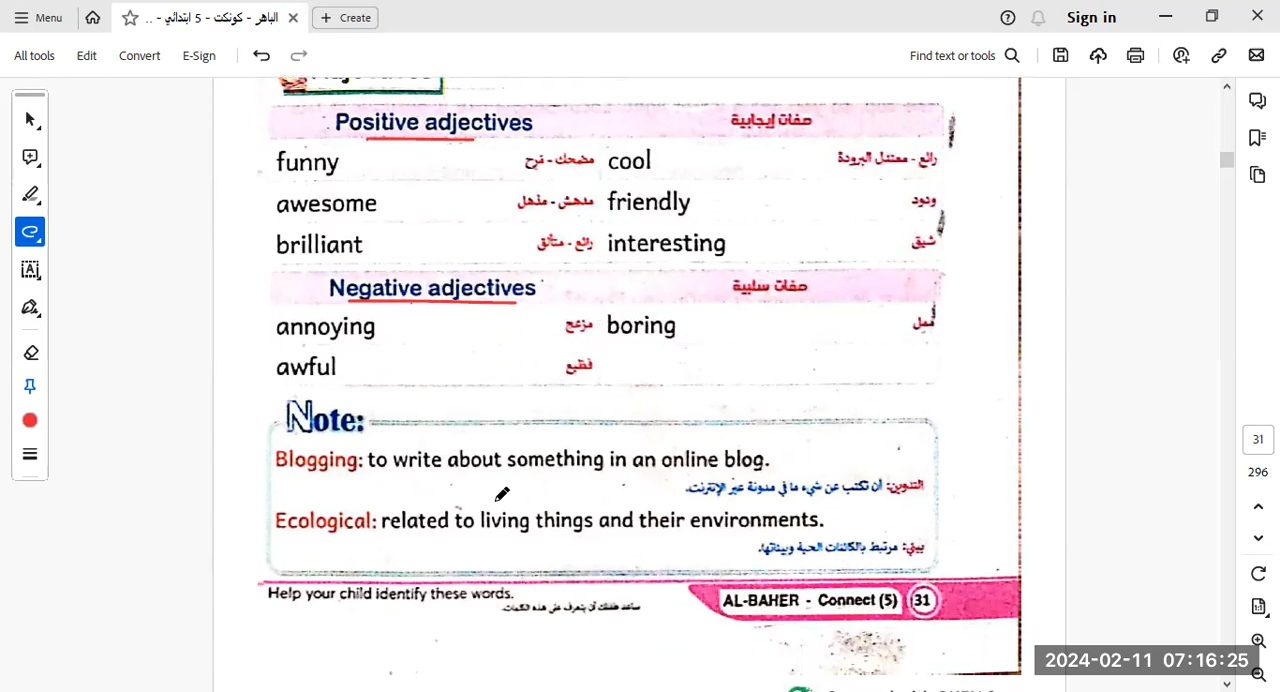 Menu
الباهر - كونكت - 5 ابتدائي - ..
Create
Sign in
All tools Edit Convert E-Sign
Find text or tools
Positive adjectives صفات إيجابية
funny مضحك - مَرِح cool رائع - معتدل البرودة
awesome مدهش - مذهل friendly ودود
brilliant رائع - متألق interesting شيق
Negative adjectives صفات سلبية
annoying مزعج boring مُمل
awful فظيع
Note:
Blogging: to write about something in an online blog.
التدوين: أن تكتب عن شيء ما في مدونة عبر الإنترنت.
Ecological: related to living things and their environments.
بيئي: مرتبط بالكائنات الحية وبيئاتها.
Help your child identify these words.
ساعد طفلك أن يتعرف على هذه الكلمات.
AL-BAHER - Connect (5) 31
31
296
2024-02-11 07:16:25